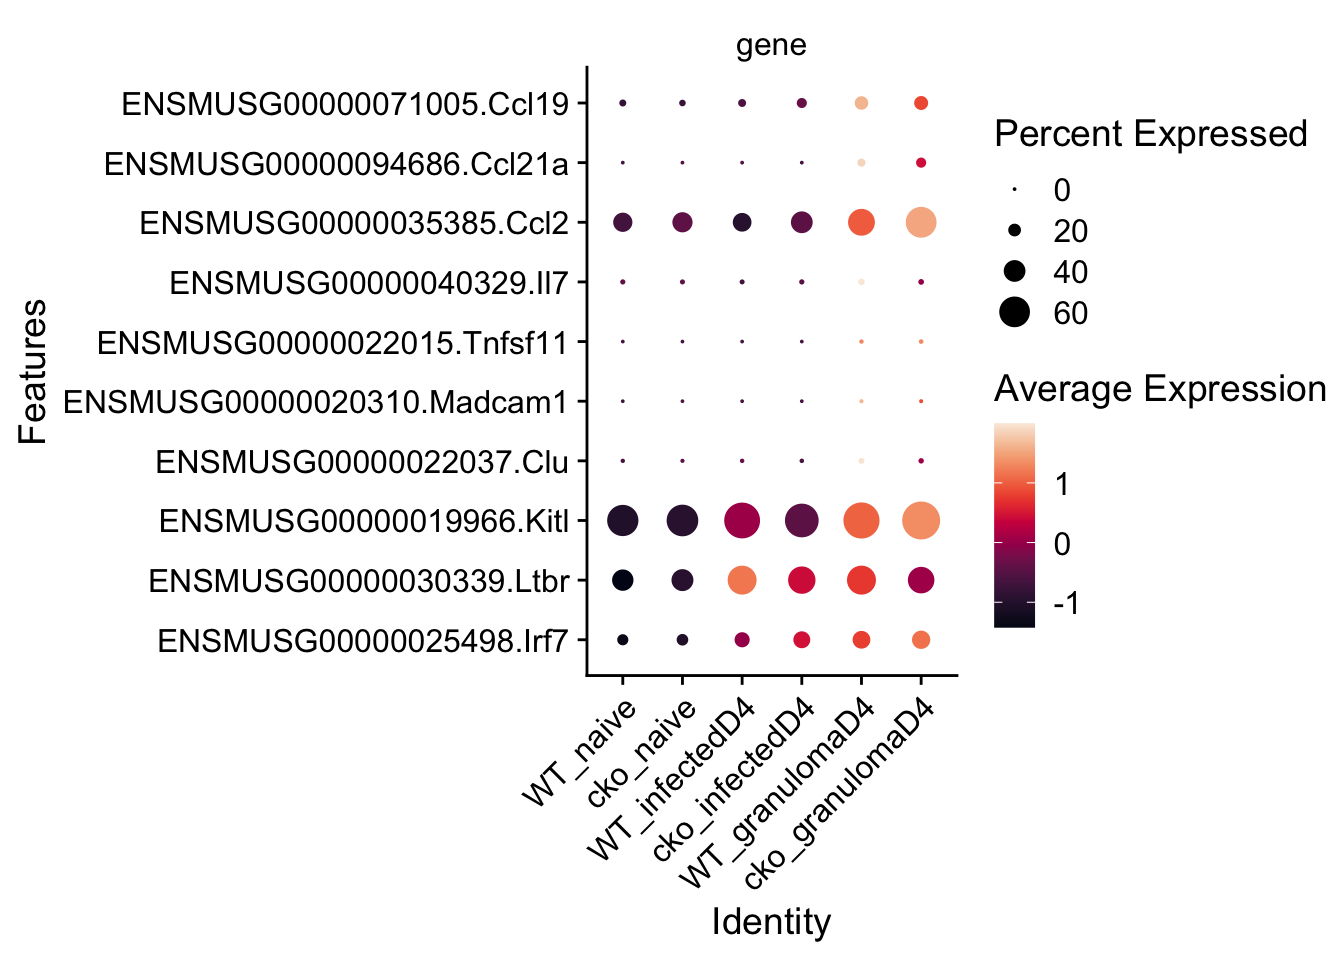 gene
ENSMUSG00000071005.Ccl19
ENSMUSG00000094686.Ccl21a
ENSMUSG00000035385.Ccl2
ENSMUSG00000040329.Il7
ENSMUSG00000022015.Tnfsf11
ENSMUSG00000020310.Madcam1
ENSMUSG00000022037.Clu
ENSMUSG00000019966.Kitl
ENSMUSG00000030339.Ltbr
ENSMUSG00000025498.Irf7
Features
WT_naive
cko_naive
WT_infectedD4
cko_infectedD4
WT_granulomaD4
cko_granulomaD4
Identity
Percent Expressed
0
20
40
60
Average Expression
1
0
-1